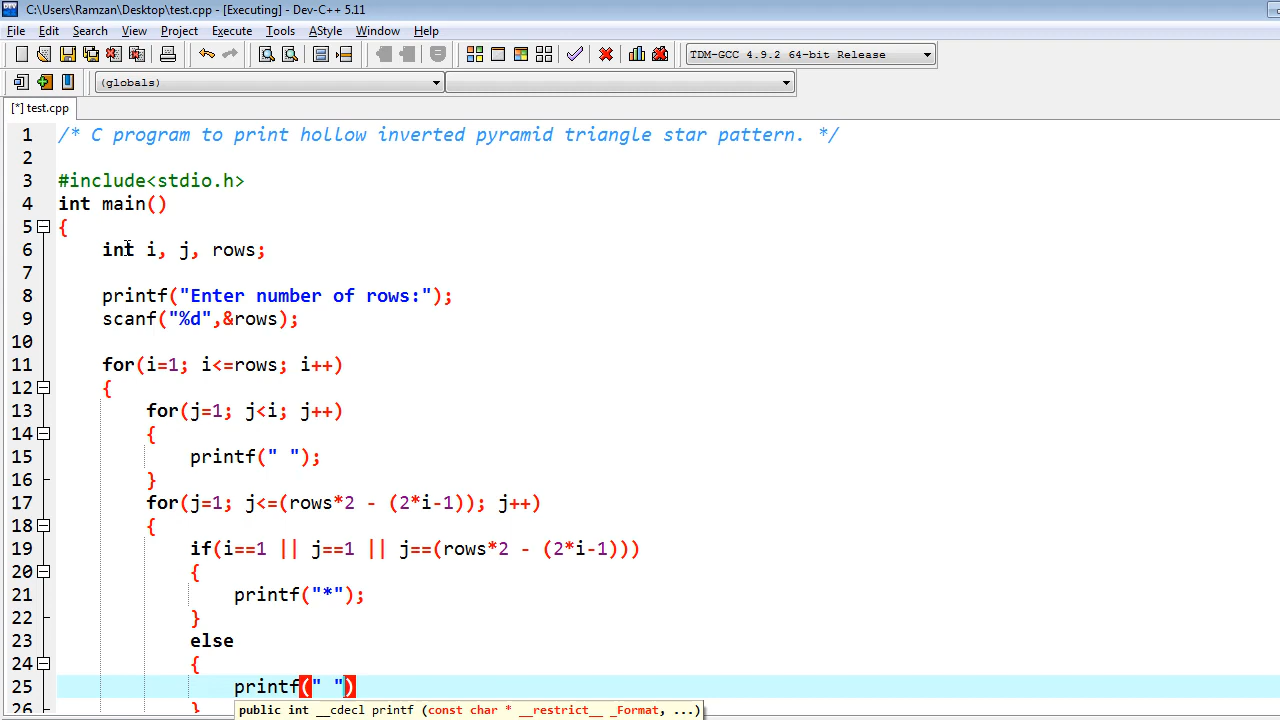 C:\Users\Ramzan\Desktop\test.cpp - [Executing] - Dev-C++ 5.11
File Edit Search View Project Execute Tools AStyle Window Help
TDM-GCC 4.9.2 64-bit Release
(globals)
[*] test.cpp
1 /* C program to print hollow inverted pyramid triangle star pattern. */
2
3 #include<stdio.h>
4 int main()
5 {
6 int i, j, rows;
7
8 printf("Enter number of rows:");
9 scanf("%d",&rows);
10
11 for(i=1; i<=rows; i++)
12 {
13 for(j=1; j<i; j++)
14 {
15 printf(" ");
16 }
17 for(j=1; j<=(rows*2 - (2*i-1)); j++)
18 {
19 if(i==1 || j==1 || j==(rows*2 - (2*i-1)))
20 {
21 printf("*");
22 }
23 else
24 {
25 printf(" ")
26 }
public int __cdecl printf (const char * __restrict__ _Format, ...)